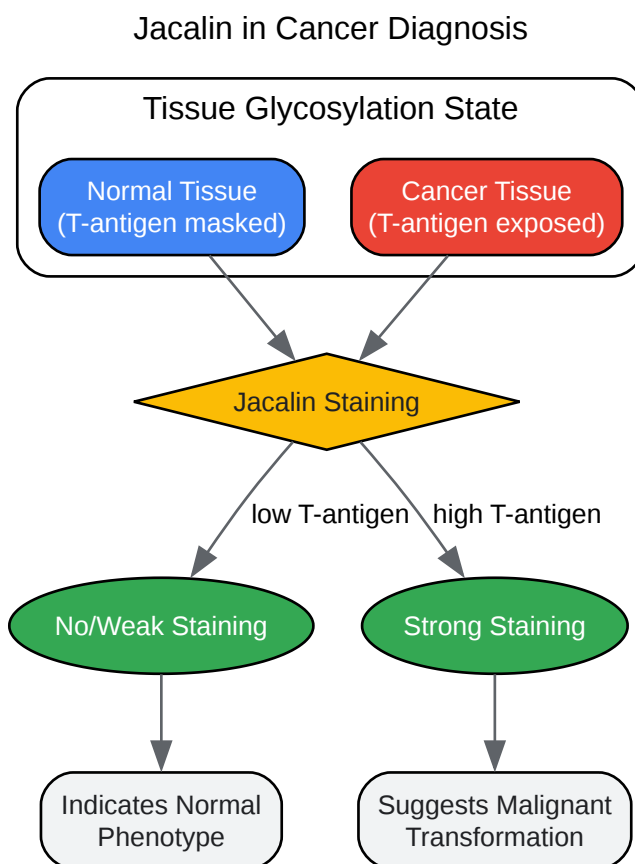 Jacalin in Cancer Diagnosis
Tissue Glycosylation State
Normal Tissue
(T-antigen masked)
Cancer Tissue
(T-antigen exposed)
Jacalin Staining
low T-antigen
high T-antigen
No/Weak Staining
Strong Staining
Indicates Normal
Phenotype
Suggests Malignant
Transformation